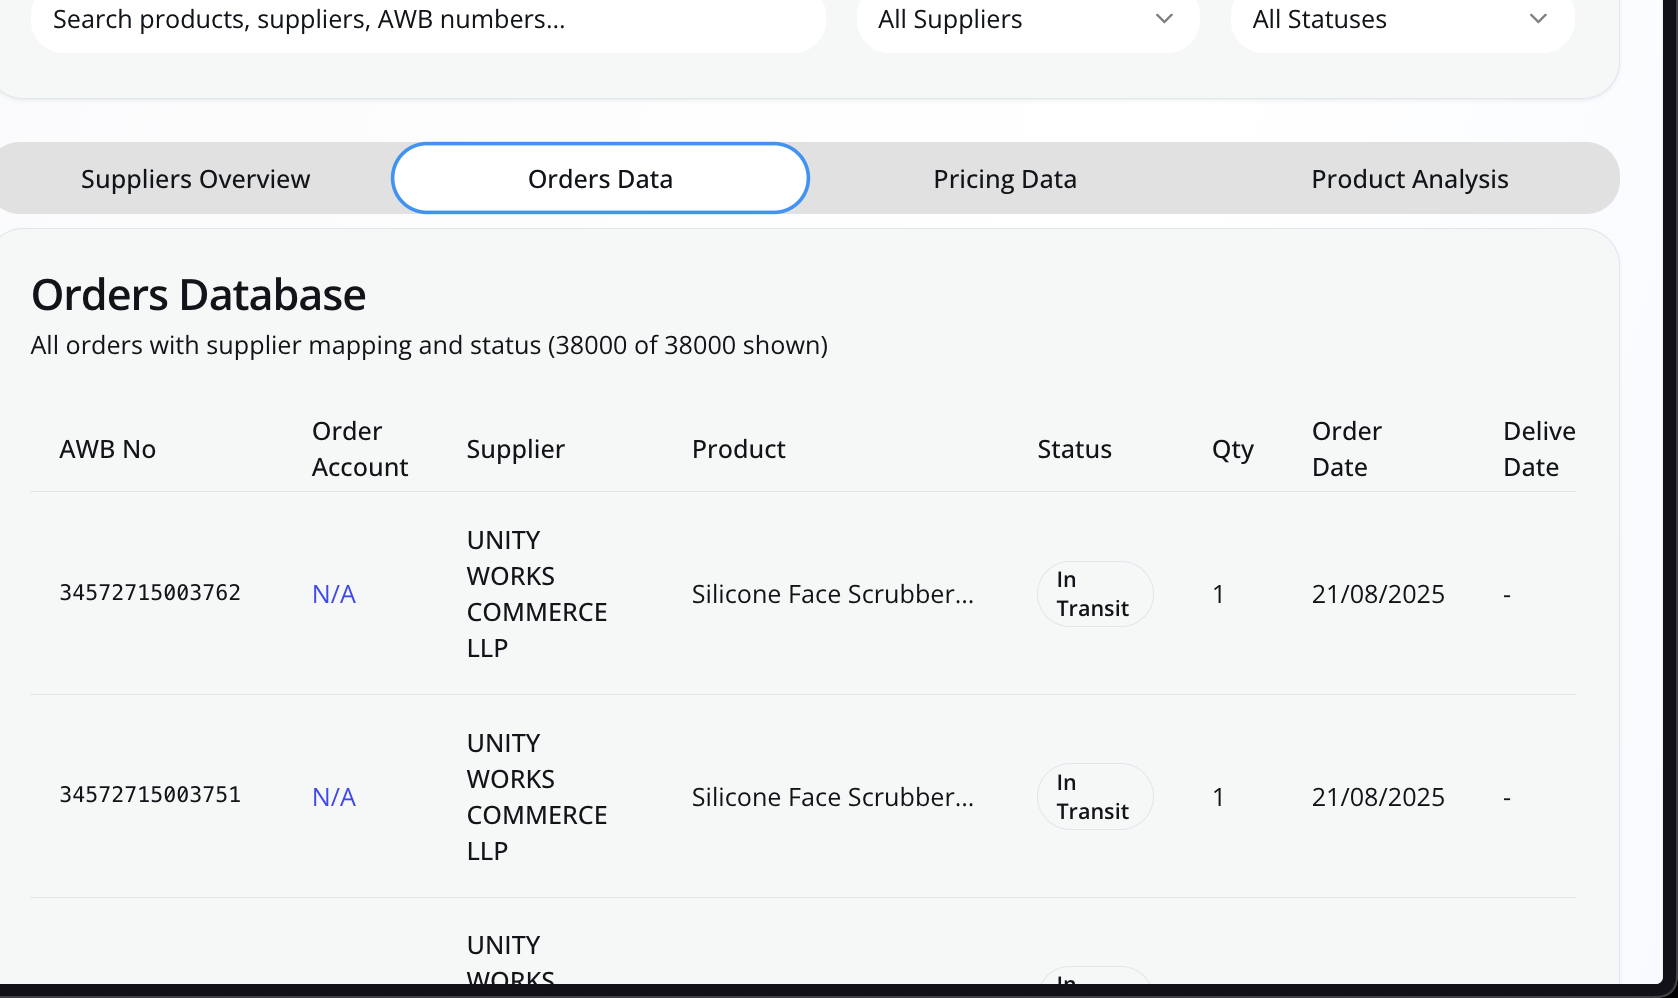 Search products, suppliers, AWB numbers...
All Suppliers
All Statuses
Suppliers Overview
Orders Data
Pricing Data
Product Analysis
Orders Database
All orders with supplier mapping and status (38000 of 38000 shown)
AWB No
Order
Account
Supplier
Product
Status
Qty
Order
Date
Delive
Date
34572715003762
N/A
UNITY
WORKS
COMMERCE
LLP
Silicone Face Scrubber...
In
Transit
1
21/08/2025
-
34572715003751
N/A
UNITY
WORKS
COMMERCE
LLP
Silicone Face Scrubber...
In
Transit
1
21/08/2025
-
UNITY
WORKS
In